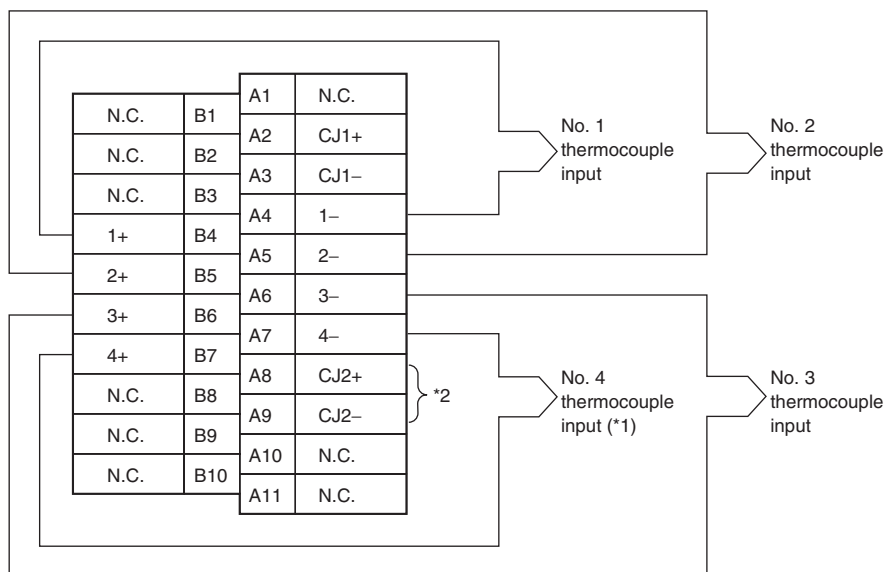 N.C. B1
N.C. B2
N.C. B3
1+ B4
2+ B5
3+ B6
4+ B7
N.C. B8
N.C. B9
N.C. B10
A1 N.C.
A2 CJ1+
A3 CJ1−
A4 1−
A5 2−
A6 3−
A7 4−
A8 CJ2+
A9 CJ2−
A10 N.C.
A11 N.C.
*2
No. 1
thermocouple
input
No. 2
thermocouple
input
No. 4
thermocouple
input (*1)
No. 3
thermocouple
input